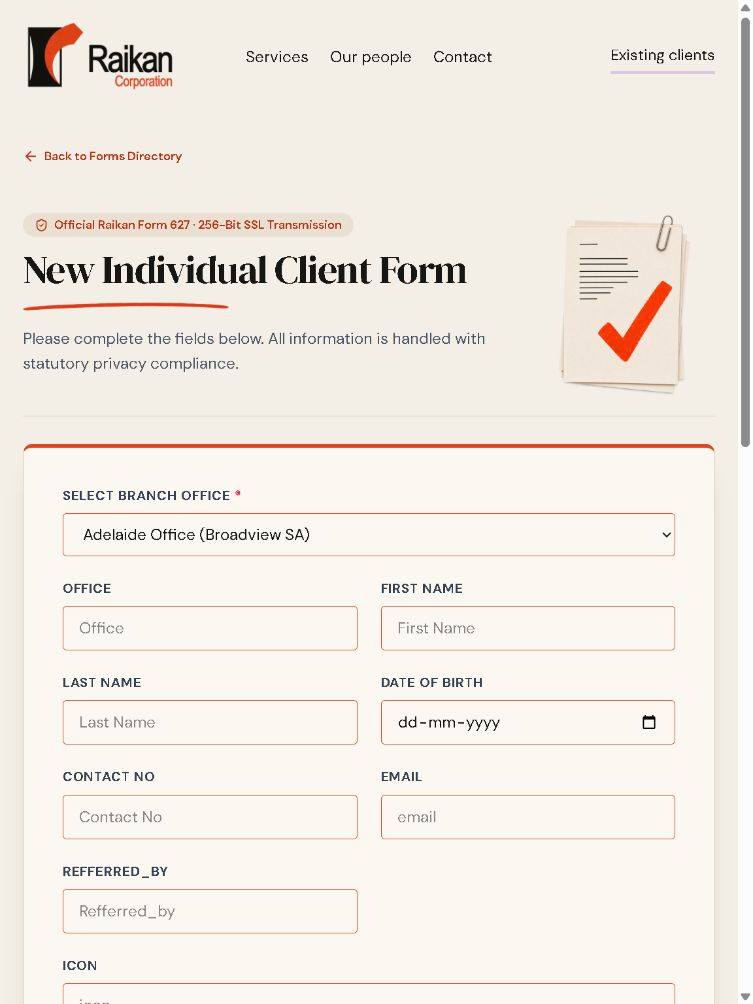 Raikan
Corporation
Services Our people Contact Existing clients
Back to Forms Directory
Official Raikan Form 627 · 256-Bit SSL Transmission
New Individual Client Form
Please complete the fields below. All information is handled with
statutory privacy compliance.
SELECT BRANCH OFFICE *
Adelaide Office (Broadview SA)
OFFICE FIRST NAME
Office First Name
LAST NAME DATE OF BIRTH
Last Name dd-mm-yyyy
CONTACT NO EMAIL
Contact No email
REFFERRED_BY
Refferred_by
ICON
icon